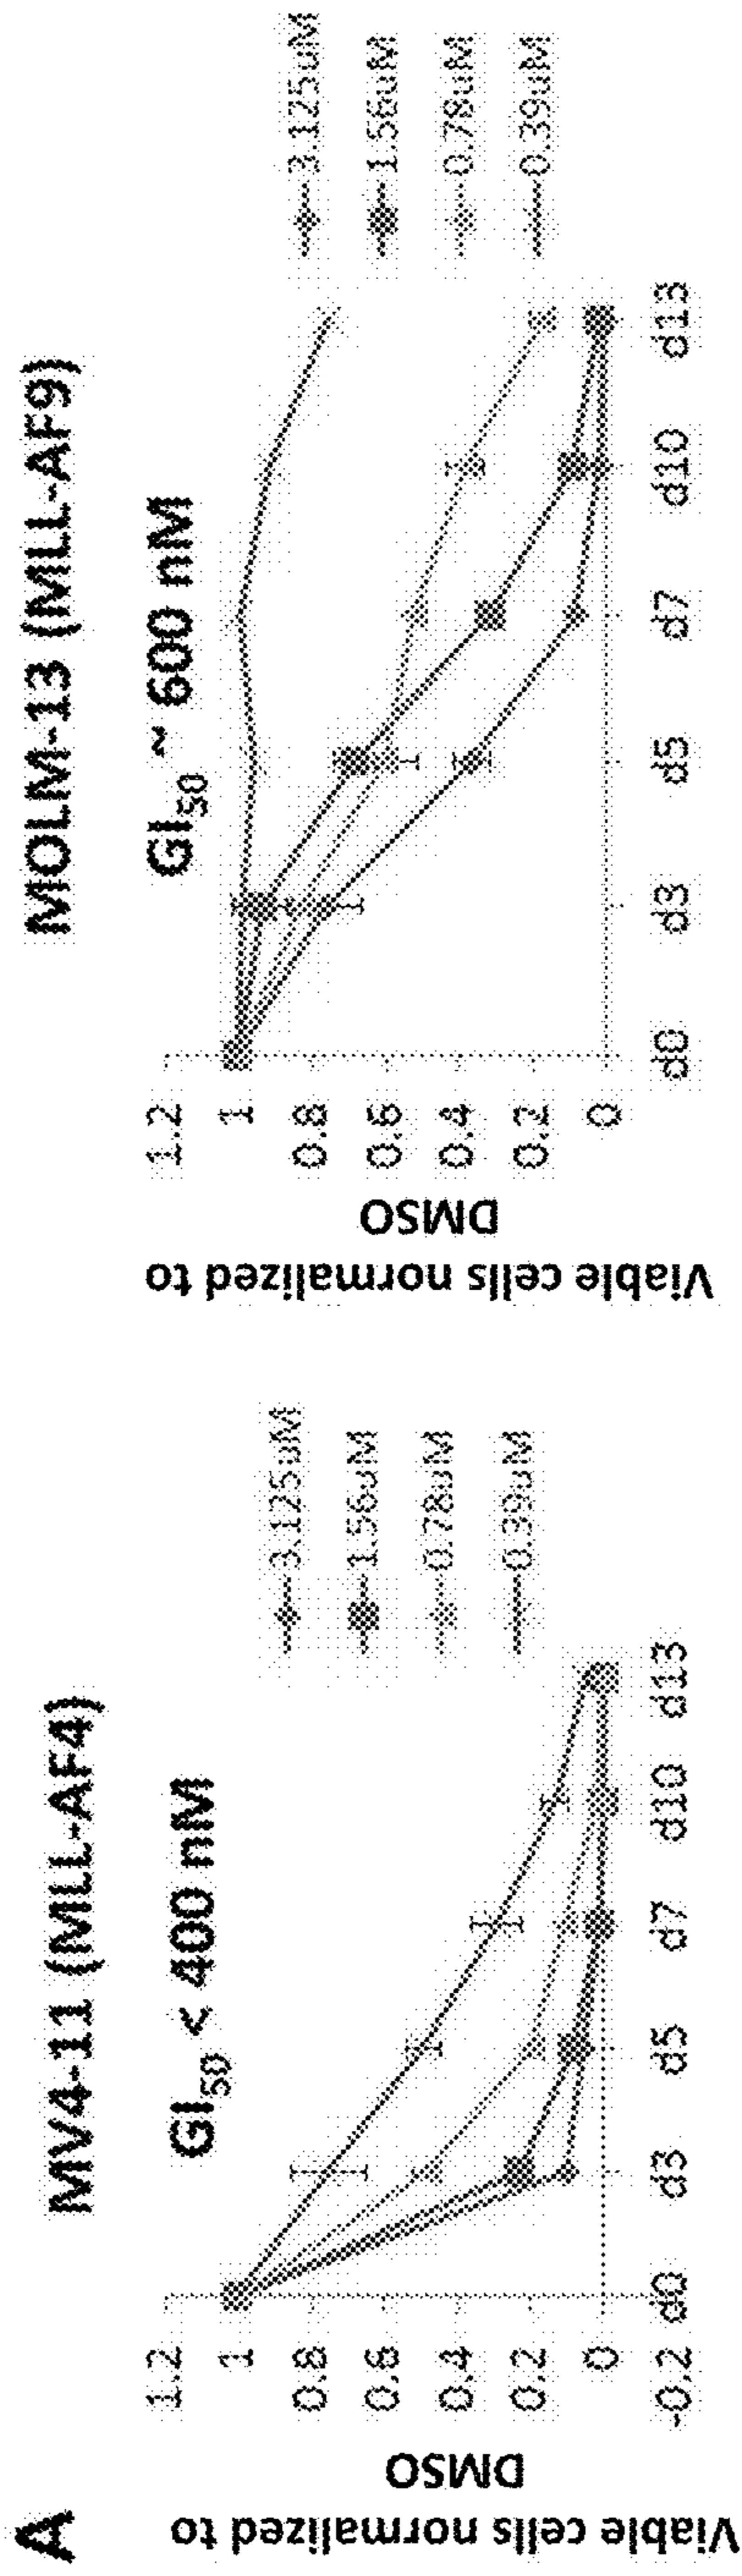 A
MV4-11 (MLL-AF4)
GI50 < 400 nM
Viable cells normalized to
DMSO
1.2
1
0.8
0.6
0.4
0.2
0
-0.2
d0 d3 d5 d7 d10 d13
3.125uM
1.56uM
0.78uM
0.39uM
MOLM-13 (MLL-AF9)
GI50 ~ 600 nM
Viable cells normalized to
DMSO
1.2
1
0.8
0.6
0.4
0.2
0
d0 d3 d5 d7 d10 d13
3.125uM
1.56uM
0.78uM
0.39uM